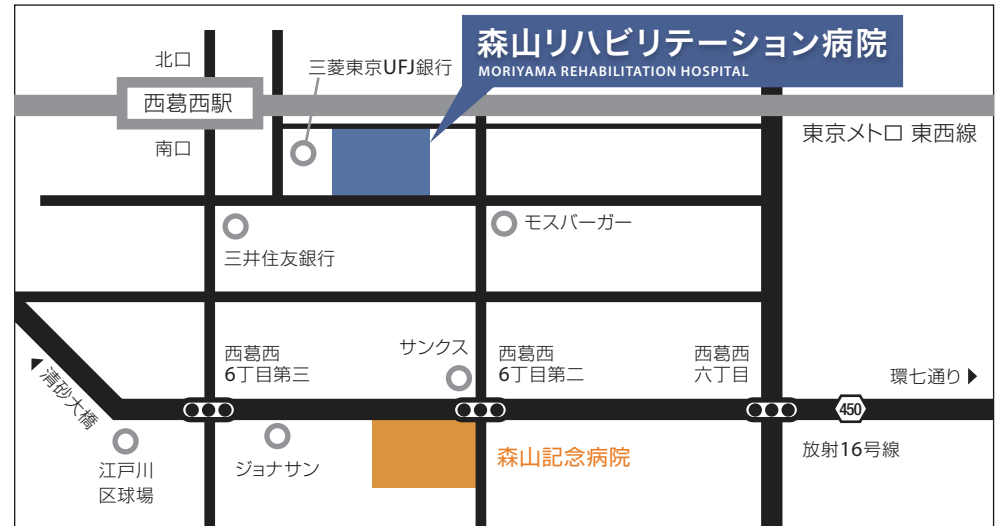 森山リハビリテーション病院
MORIYAMA REHABILITATION HOSPITAL
北口
三菱東京UFJ銀行
西葛西駅
東京メトロ 東西線
南口
モスバーガー
三井住友銀行
サンクス
西葛西
6丁目第三
西葛西
6丁目第二
西葛西
六丁目
環七通り
清砂大橋
450
江戸川
区球場
ジョナサン
森山記念病院
放射16号線